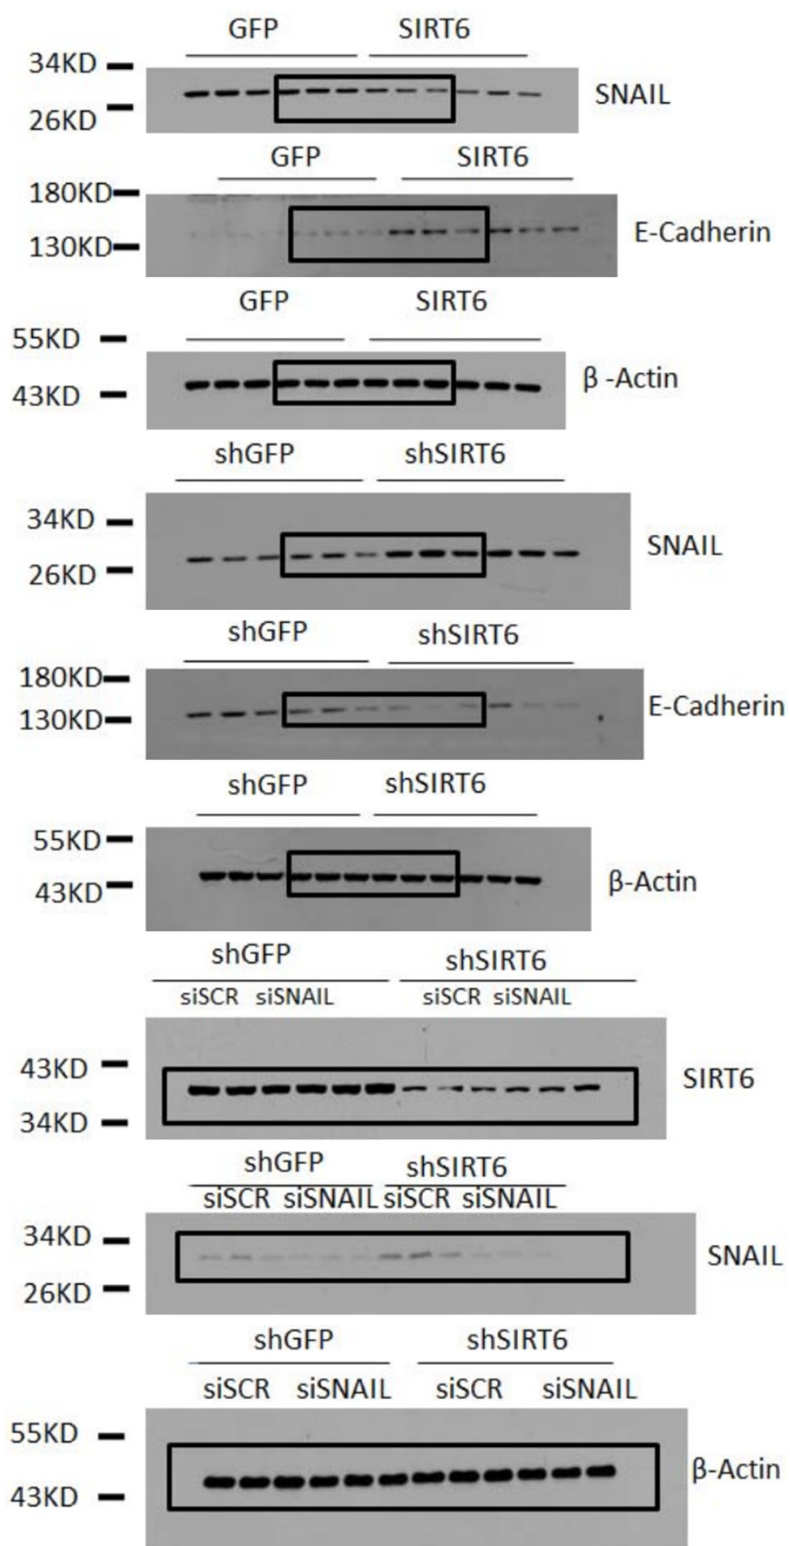 GFP SIRT6
34KD
SNAIL
26KD
GFP SIRT6
180KD
E-Cadherin
130KD
GFP SIRT6
55KD
β -Actin
43KD
shGFP shSIRT6
34KD
SNAIL
26KD
shGFP shSIRT6
180KD
E-Cadherin
130KD
shGFP shSIRT6
55KD
β-Actin
43KD
shGFP shSIRT6
siSCR siSNAIL siSCR siSNAIL
43KD
SIRT6
34KD
shGFP shSIRT6
siSCR siSNAIL siSCR siSNAIL
34KD
SNAIL
26KD
shGFP shSIRT6
siSCR siSNAIL siSCR siSNAIL
55KD
β-Actin
43KD